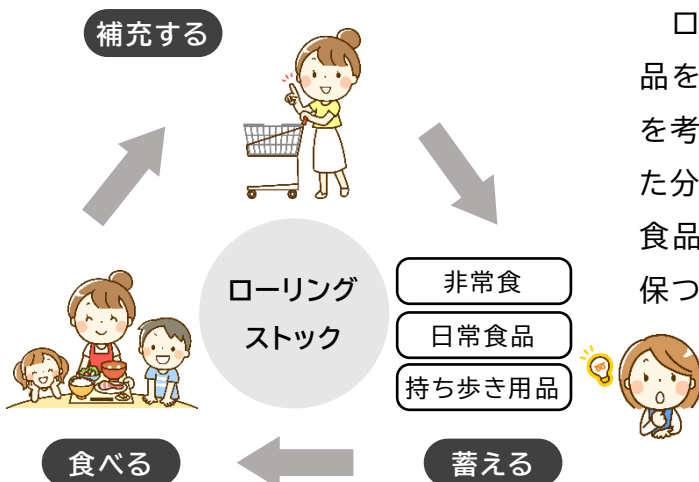 補充する
ロ
品を
を考
た分
食品
保つ
ローリング
ストック
非常食
日常食品
持ち歩き用品
食べる
蓄える